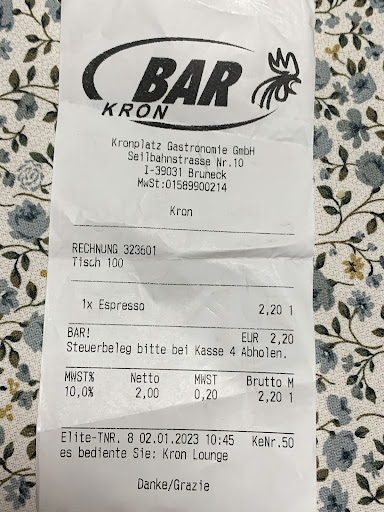 BAR
KRON
Kronplatz Gastronomie GmbH
Seilbahnstrasse Nr.10
I-39031 Bruneck
MwSt:01589900214
Kron
RECHNUNG 323601
Tisch 100
1x Espresso 2,20 1
BAR! EUR 2,20
Steuerbeleg bitte bei Kasse 4 Abholen.
MWST% Netto MWST Brutto M
10,0% 2,00 0,20 2,20 1
Elite-TNR. 8 02.01.2023 10:45 KeNr.50
es bediente Sie: Kron Lounge
Danke/Grazie